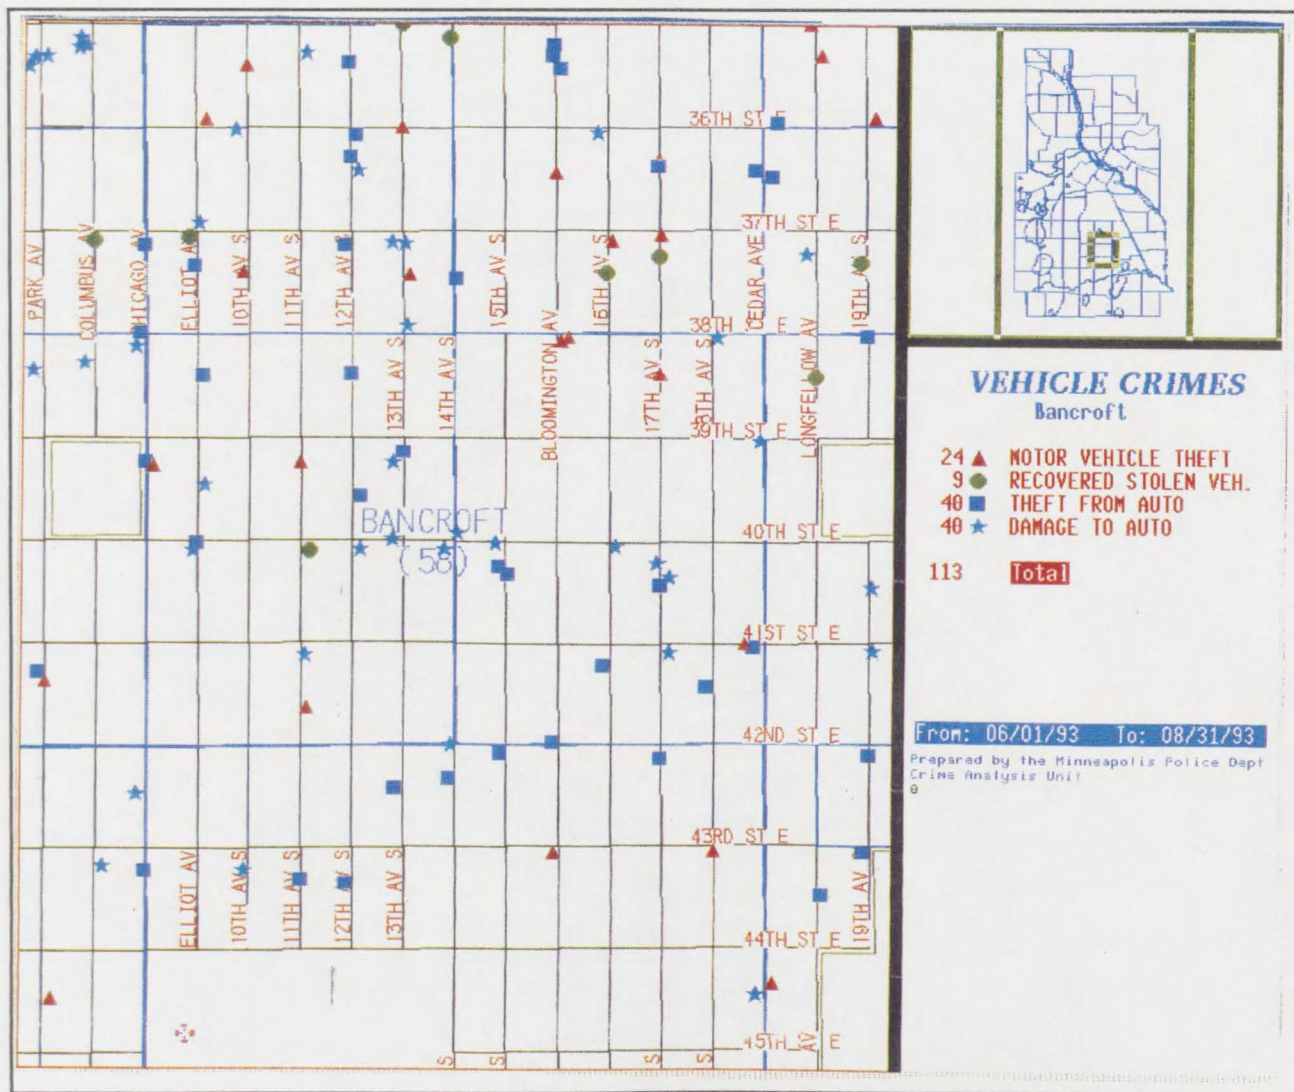 36TH ST E
37TH ST E
PARK AV
COLUMBUS AV
CHICAGO AV
ELLIOT AV
10TH AV S
11TH AV S
12TH AV S
13TH AV S
14TH AV S
15TH AV S
BLOOMINGTON AV
16TH AV S
17TH AV S
18TH AV S
CEDAR AVE
LONGFELLOW AV
19TH AV S
38TH ST E
39TH ST E
BANCROFT
(58)
40TH ST E
41ST ST E
42ND ST E
43RD ST E
ELLIOT AV
10TH AV S
11TH AV S
12TH AV S
13TH AV S
19TH AV
44TH ST E
45TH E
AV
S
S
S
S
VEHICLE CRIMES
Bancroft
24 MOTOR VEHICLE THEFT
9 RECOVERED STOLEN VEH.
40 THEFT FROM AUTO
40 DAMAGE TO AUTO
113 Total
From: 06/01/93 To: 08/31/93
Prepared by the Minneapolis Police Dept
Crime Analysis Unit
0